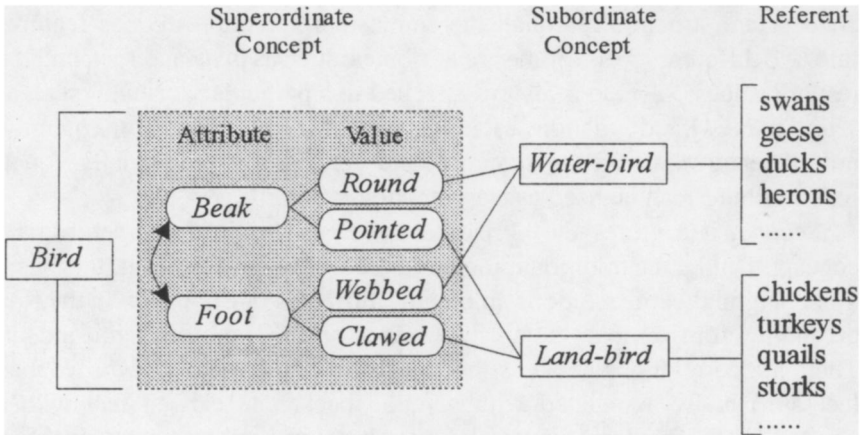 Superordinate
Concept
Subordinate
Concept
Referent
Attribute
Value
Bird
Beak
Foot
Round
Pointed
Webbed
Clawed
Water-bird
Land-bird
swans
geese
ducks
herons
......
chickens
turkeys
quails
storks
......